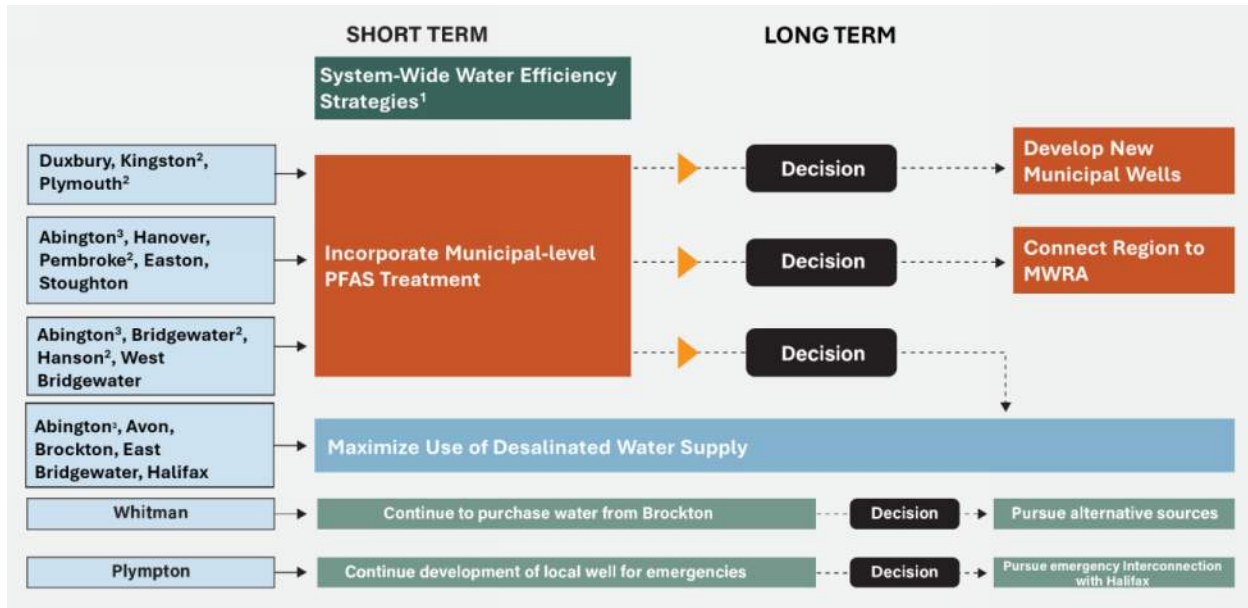 SHORT TERM
LONG TERM
System-Wide Water Efficiency
Strategies¹
Duxbury, Kingston²,
Plymouth²
Abington³, Hanover,
Pembroke², Easton,
Stoughton
Abington³, Bridgewater²,
Hanson², West
Bridgewater
Incorporate Municipal-level
PFAS Treatment
Decision
Develop New
Municipal Wells
Decision
Connect Region to
MWRA
Decision
Abington³, Avon,
Brockton, East
Bridgewater, Halifax
Maximize Use of Desalinated Water Supply
Whitman
Continue to purchase water from Brockton
Decision
Pursue alternative sources
Plympton
Continue development of local well for emergencies
Decision
Pursue emergency Interconnection
with Halifax